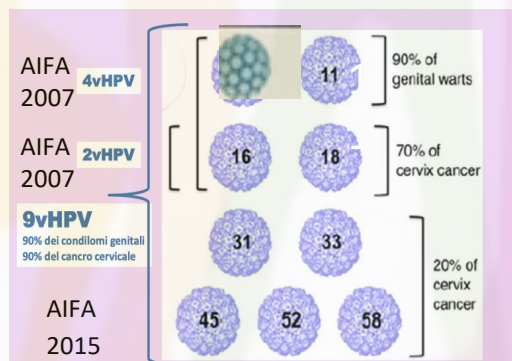 AIFA
2007
4vHPV
11
90% of
genital warts
AIFA
2007
2vHPV
16
18
70% of
cervix cancer
9vHPV
90% dei condilomi genitali
90% del cancro cervicale
31
33
20% of
cervix
cancer
AIFA
2015
45
52
58